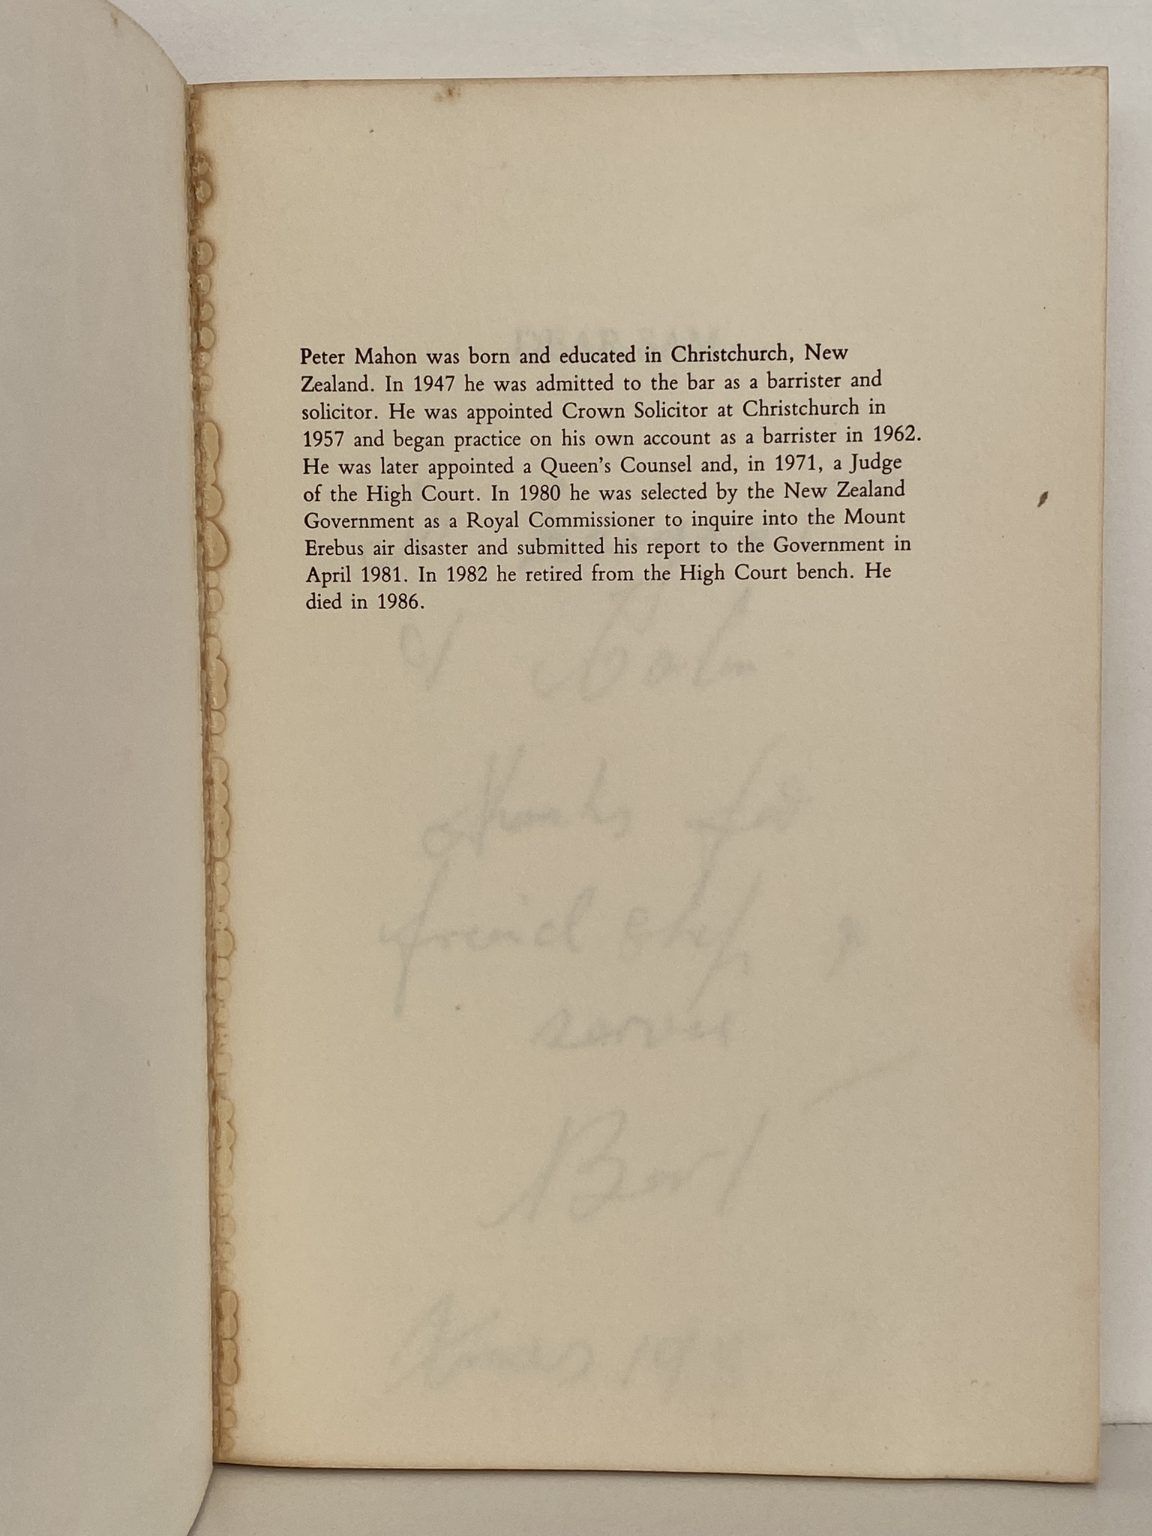 Peter Mahon was born and educated in Christchurch, New
Zealand. In 1947 he was admitted to the bar as a barrister and
solicitor. He was appointed Crown Solicitor at Christchurch in
1957 and began practice on his own account as a barrister in 1962.
He was later appointed a Queen's Counsel and, in 1971, a Judge
of the High Court. In 1980 he was selected by the New Zealand
Government as a Royal Commissioner to inquire into the Mount
Erebus air disaster and submitted his report to the Government in
April 1981. In 1982 he retired from the High Court bench. He
died in 1986.
thanks for
friendship &
Xmas 19